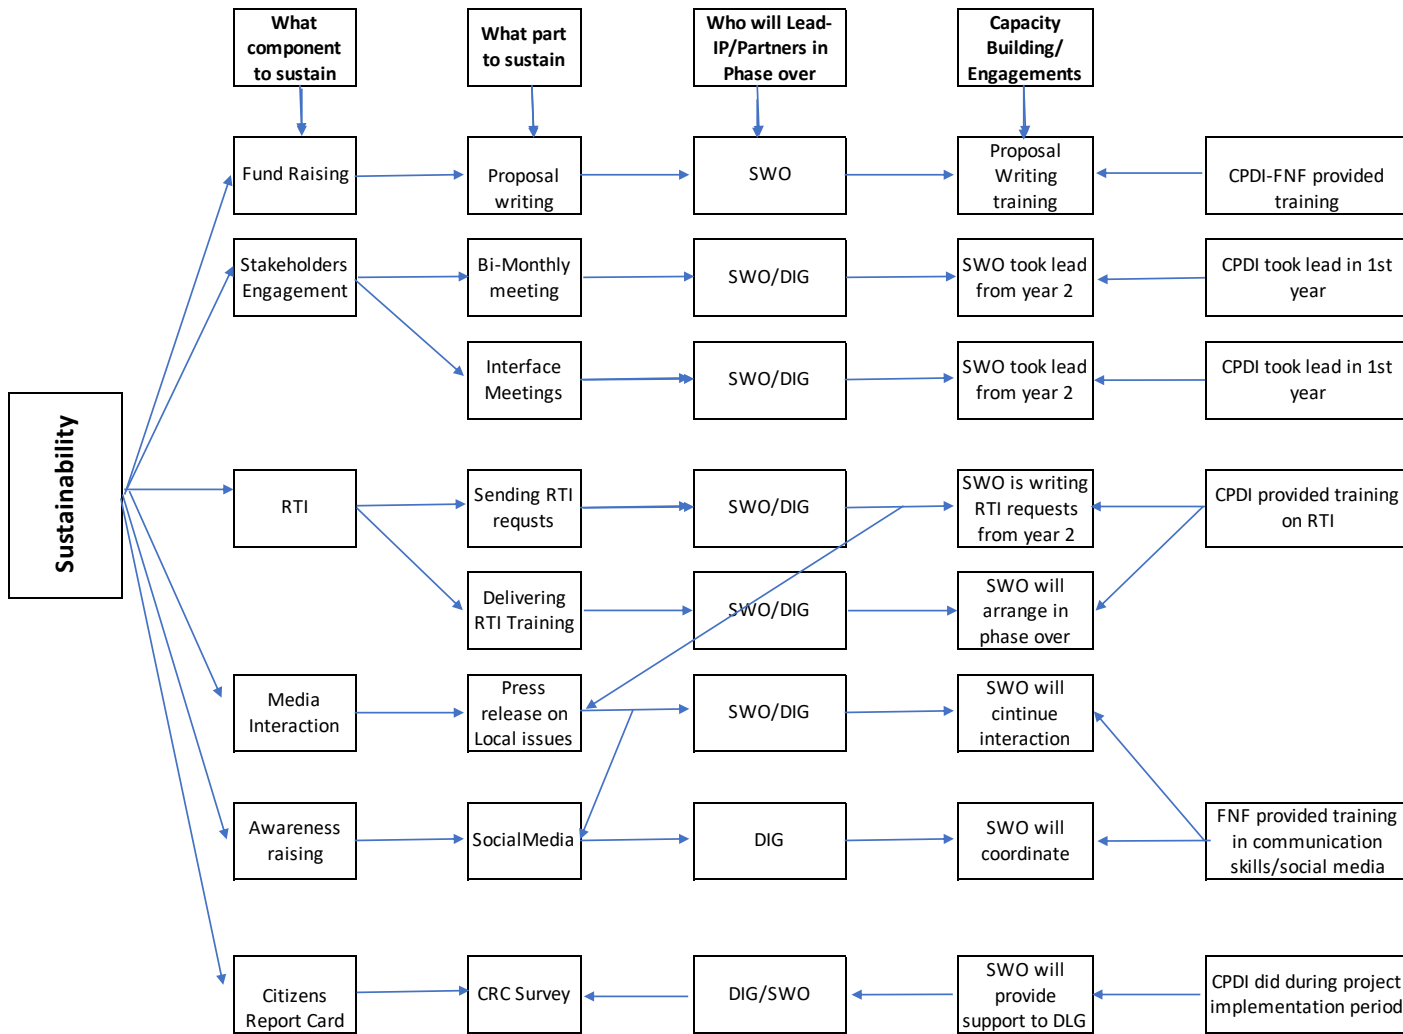 What
component
to sustain
What part
to sustain
Who will Lead-
IP/Partners in
Phase over
Capacity
Building/
Engagements
Fund Raising
Proposal
writing
SWO
Proposal
Writing
training
CPDI-FNF provided
training
Stakeholders
Engagement
Bi-Monthly
meeting
SWO/DIG
SWO took lead
from year 2
CPDI took lead in 1st
year
Interface
Meetings
SWO/DIG
SWO took lead
from year 2
CPDI took lead in 1st
year
Sustainability
RTI
Sending RTI
requsts
SWO/DIG
SWO is writing
RTI requests
from year 2
CPDI provided training
on RTI
Delivering
RTI Training
SWO/DIG
SWO will
arrange in
phase over
Media
Interaction
Press
release on
Local issues
SWO/DIG
SWO will
cintinue
interaction
Awareness
raising
SocialMedia
DIG
SWO will
coordinate
FNF provided training
in communication
skills/social media
Citizens
Report Card
CRC Survey
DIG/SWO
SWO will
provide
support to DLG
CPDI did during project
implementation period